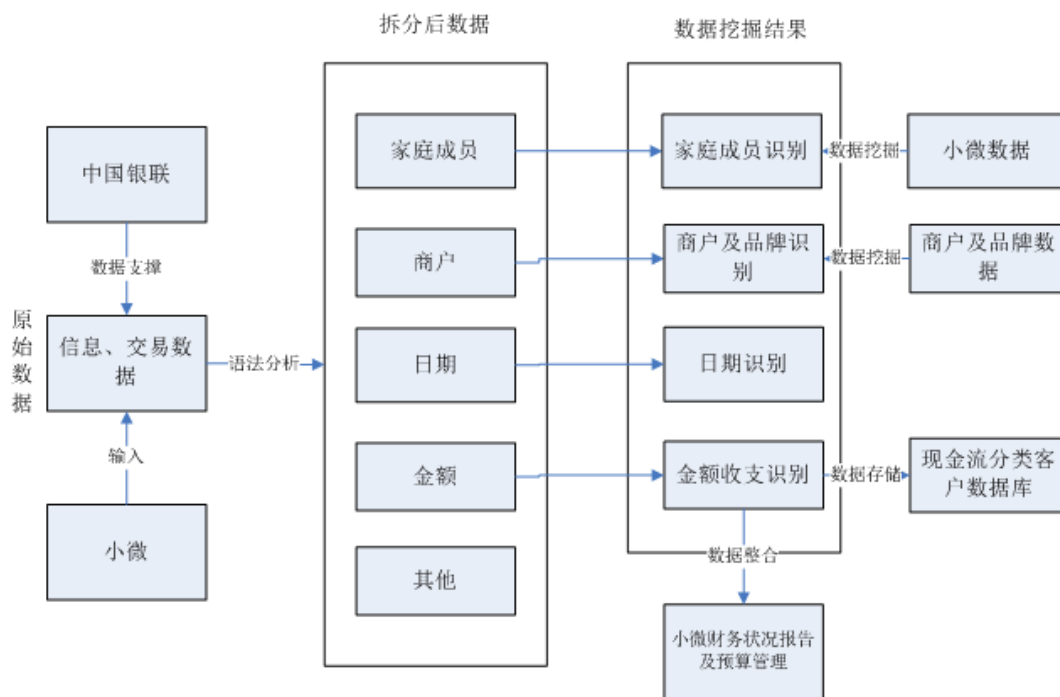 拆分后数据
数据挖掘结果
中国银联
数据支撑
原
始
数
据
信息、交易数
据
输入
小微
语法分析
家庭成员
商户
日期
金额
其他
家庭成员识别
商户及品牌识
别
日期识别
金额收支识别
数据整合
小微财务状况报告
及预算管理
数据挖掘
小微数据
数据挖掘
商户及品牌数
据
数据存储
现金流分类客
户数据库